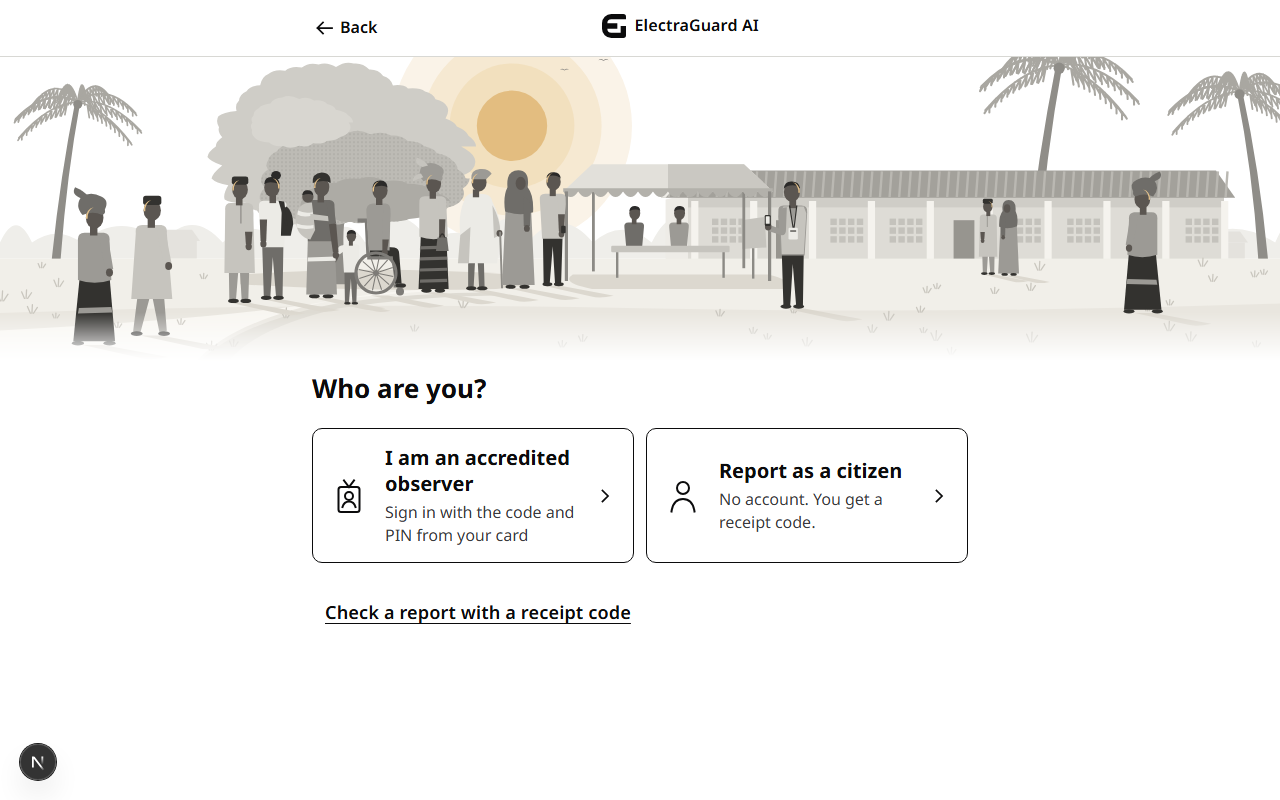 Back
ElectraGuard AI
Who are you?
I am an accredited
observer
Sign in with the code and
PIN from your card
Report as a citizen
No account. You get a
receipt code.
Check a report with a receipt code
N